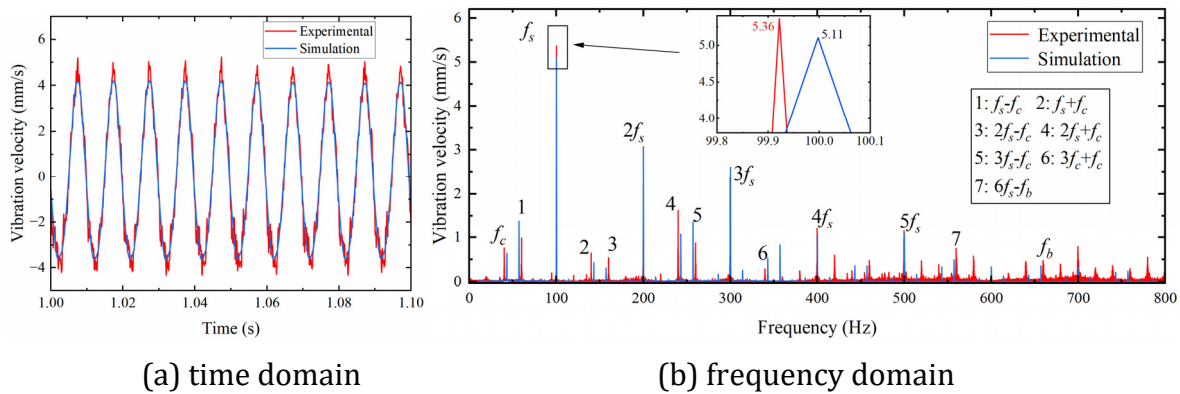 6
4
2
0
−2
−4
Vibration velocity (mm/s)
Experimental
Simulation
1.00 1.02 1.04 1.06 1.08 1.10
Time (s)
(a) time domain
6
5
4
3
2
1
0
Vibration velocity (mm/s)
fs
5.36
5.11
5.0
4.5
4.0
99.8 99.9 100.0 100.1
Experimental
Simulation
1: fs-fc 2: fs+fc
3: 2fs-fc 4: 2fs+fc
5: 3fs-fc 6: 3fc+fc
7: 6fs-fb
2fs
3fs
4fs
5fs
fc
1
2
3
4
5
6
7
fb
0 100 200 300 400 500 600 700 800
Frequency (Hz)
(b) frequency domain